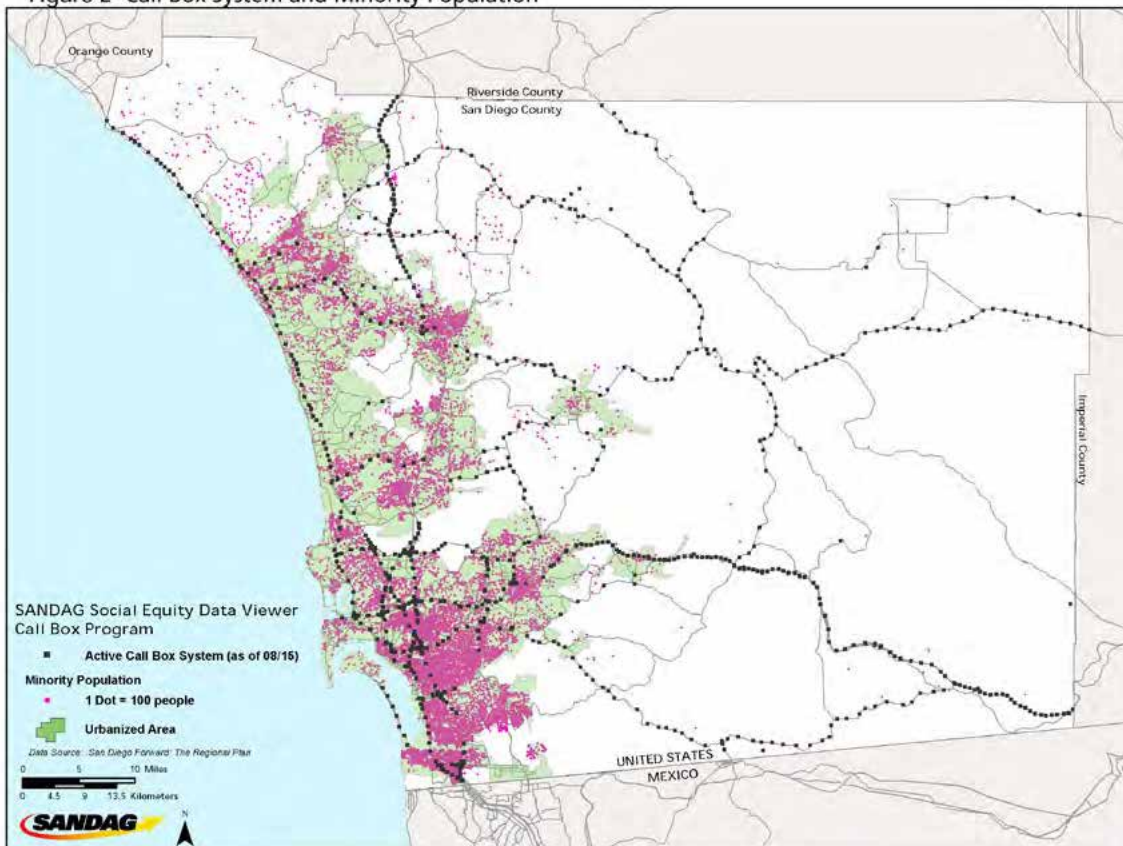 Figure 2 Call Box System and Minority Population
Orange County
Riverside County
San Diego County
Imperial County
UNITED STATES
MEXICO
SANDAG Social Equity Data Viewer
Call Box Program
Active Call Box System (as of 08/15)
Minority Population
1 Dot = 100 people
Urbanized Area
Data Source: San Diego Forward: The Regional Plan
0 5 10 Miles
0 4.5 9 13.5 Kilometers
SANDAG
N